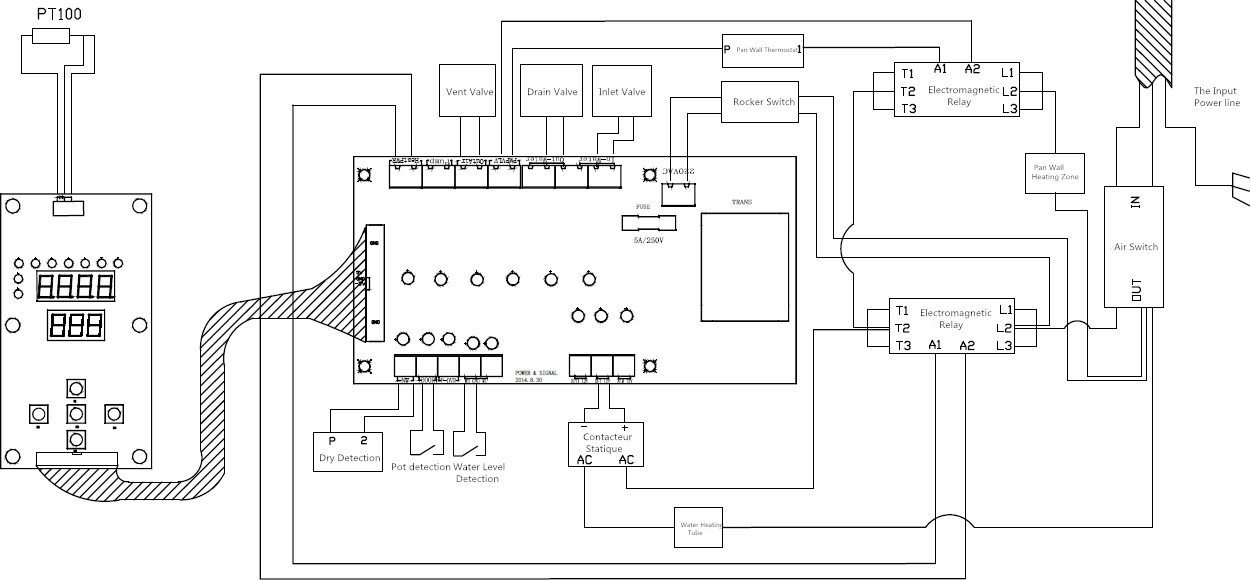 PT100
P
Pan Wall Thermostat
1
T1
A1
A2
L1
T2
Electromagnetic
Relay
L2
T3
L3
The Input
Power line
Vent Valve
Drain Valve
Inlet Valve
Rocker Switch
Pan Wall
Heating Zone
220VAC
FUSE
5A/250V
TRANS
IN
Air Switch
OUT
T1
Electromagnetic
Relay
L1
T2
L2
T3
A1
A2
L3
GND
GND
POWER & SIGNAL
2014.8.30
P
2
Dry Detection
Pot detection
Water Level
Detection
-
+
Contacteur
Statique
AC
AC
Water Heating
Tube